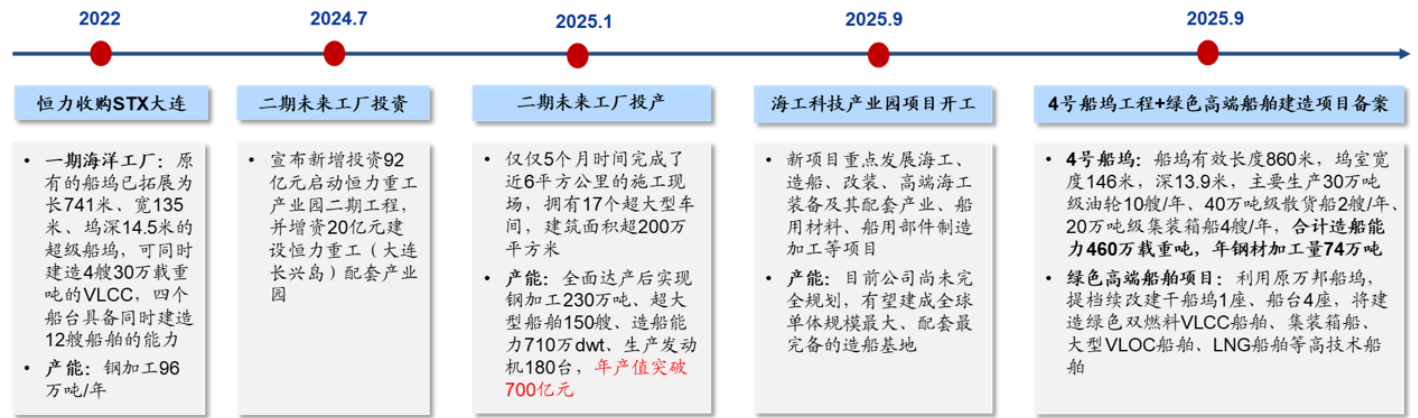 2022
2024.7
2025.1
2025.9
2025.9
恒力收购STX大连
• 一期海洋工厂：原
有的船坞已拓展为
长741米、宽135
米、坞深14.5米的
超级船坞，可同时
建造4艘30万载重
吨的VLCC，四个
船台具备同时建造
12艘船舶的能力
• 产能：钢加工96
万吨/年
二期未来工厂投资
• 宣布新增投资92
亿元启动恒力重工
产业园二期工程，
并增资20亿元建
设恒力重工（大连
长兴岛）配套产业
园
二期未来工厂投产
• 仅仅5个月时间完成了
近6平方公里的施工现
场，拥有17个超大型车
间，建筑面积超200万
平方米
• 产能：全面达产后实现
钢加工230万吨、超大
型船舶150艘、造船能
力710万dwt、生产发动
机180台，年产值突破
700亿元
海工科技产业园项目开工
• 新项目重点发展海工、
造船、改装、高端海工
装备及其配套产业、船
用材料、船用部件制造
加工等项目
• 产能：目前公司尚未完
全规划，有望建成全球
单体规模最大、配套最
完备的造船基地
4号船坞工程+绿色高端船舶建造项目备案
• 4号船坞：船坞有效长度860米，坞室宽
度146米，深13.9米，主要生产30万吨
级油轮10艘/年、40万吨级散货船2艘/年、
20万吨级集装箱船4艘/年，合计造船能
力460万载重吨，年钢材加工量74万吨
• 绿色高端船舶项目：利用原万邦船坞，
提档续改建干船坞1座、船台4座，将建
造绿色双燃料VLCC船舶、集装箱船、
大型VLOC船舶、LNG船舶等高技术船
舶